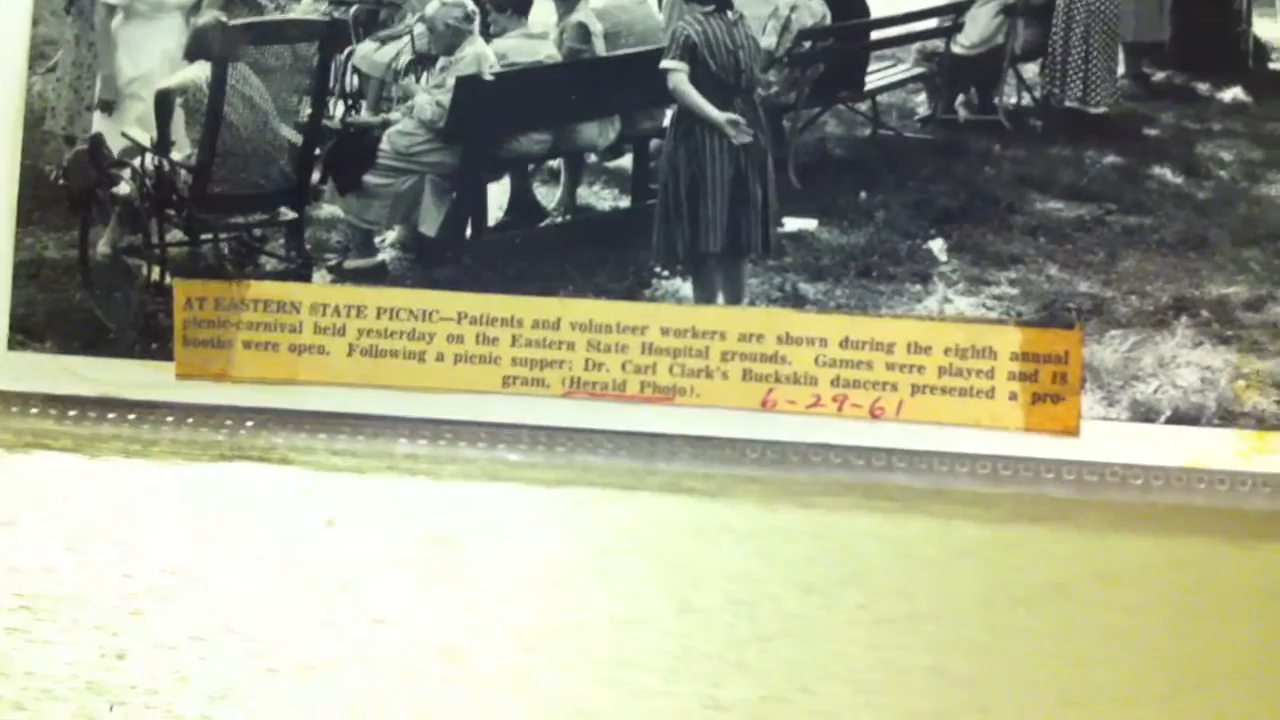 AT EASTERN STATE PICNIC—Patients and volunteer workers are shown during the eighth annual
picnic-carnival held yesterday on the Eastern State Hospital grounds. Games were played and 18
booths were open. Following a picnic supper; Dr. Carl Clark's Buckskin dancers presented a pro-
gram. (Herald Photo).
6-29-61